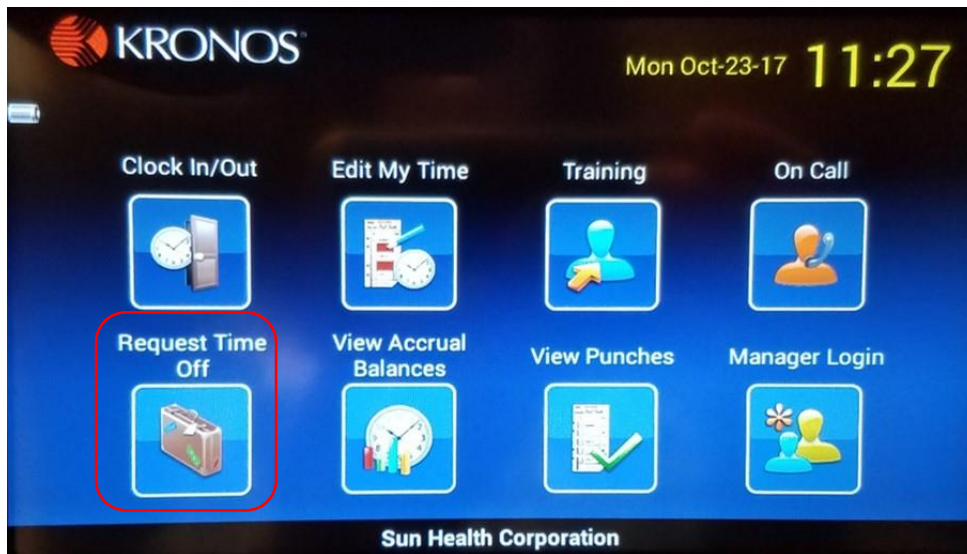 KRONOS
Mon Oct-23-17 11:27
Clock In/Out
Edit My Time
Training
On Call
Request Time
Off
View Accrual
Balances
View Punches
Manager Login
Sun Health Corporation